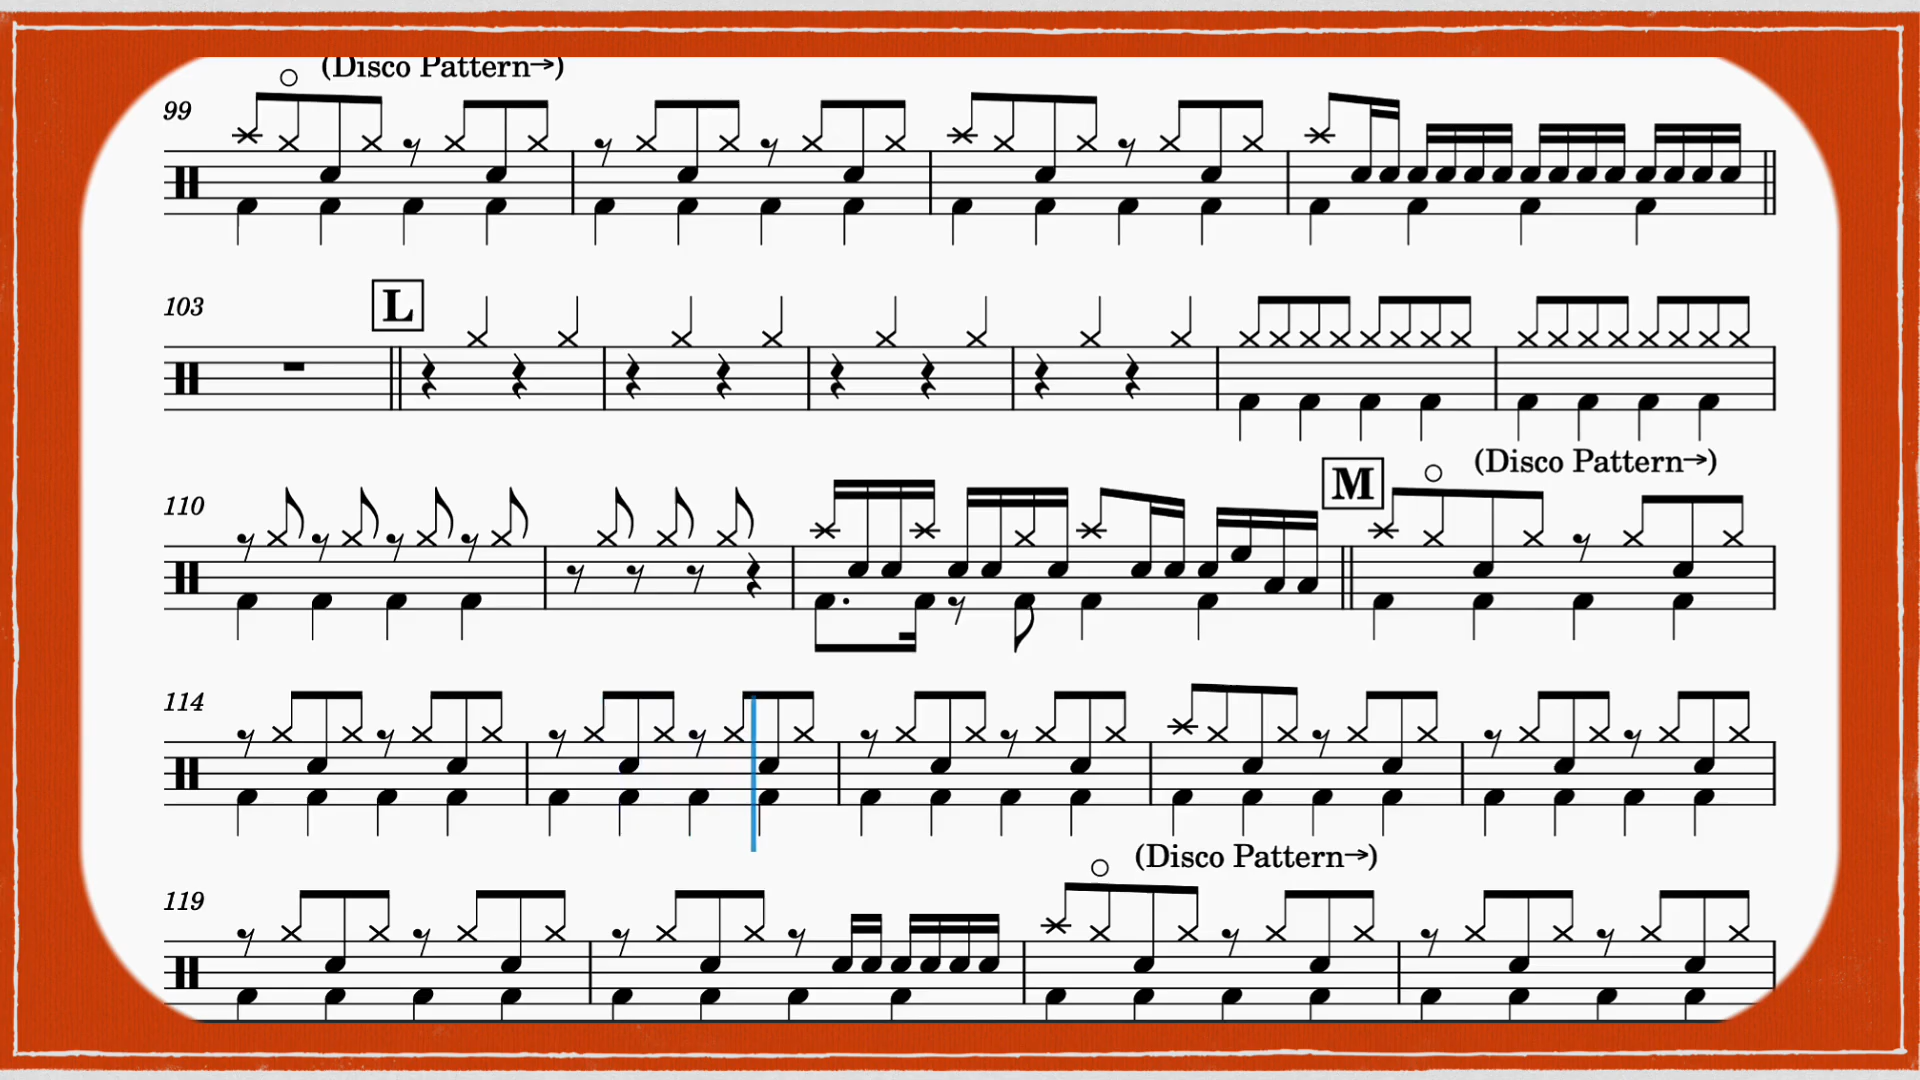 (Disco Pattern→)
99
103
L
(Disco Pattern→)
110
M
114
(Disco Pattern→)
119